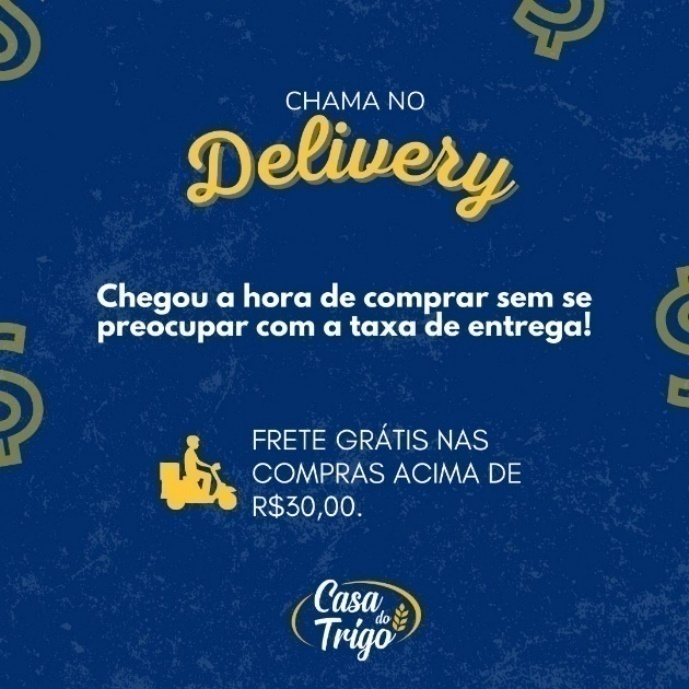 CHAMA NO
Delivery
Chegou a hora de comprar sem se
preocupar com a taxa de entrega!
FRETE GRÁTIS NAS
COMPRAS ACIMA DE
R$30,00.
Casa
do
Trigo